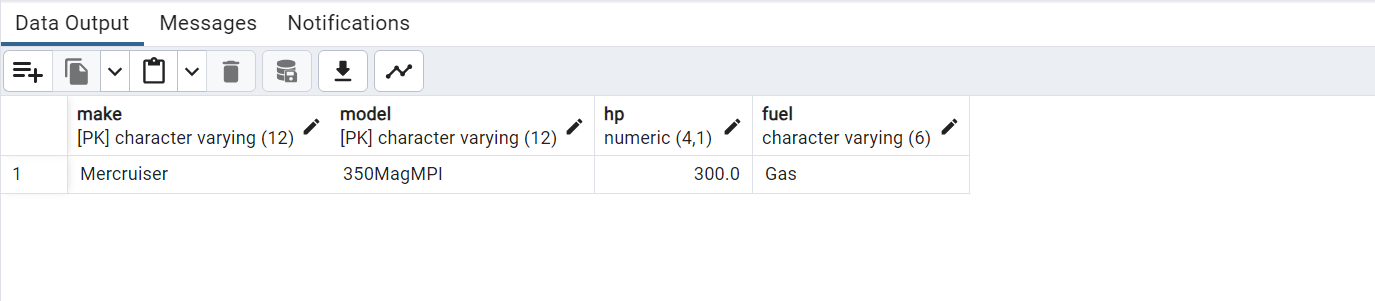 Data Output Messages Notifications
make model hp fuel
[PK] character varying (12) [PK] character varying (12) numeric (4,1) character varying (6)
1 Mercruiser 350MagMPI 300.0 Gas